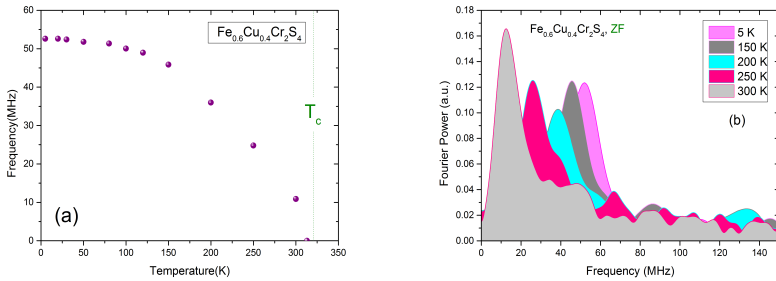 Fe0.6Cu0.4Cr2S4
Tc
(a)
Frequency(MHz)
60
50
40
30
20
10
0
0 50 100 150 200 250 300 350
Temperature(K)
Fe0.6Cu0.4Cr2S4, ZF
5 K
150 K
200 K
250 K
300 K
(b)
Fourier Power (a.u.)
0.18
0.16
0.14
0.12
0.10
0.08
0.06
0.04
0.02
0.00
0 20 40 60 80 100 120 140
Frequency (MHz)